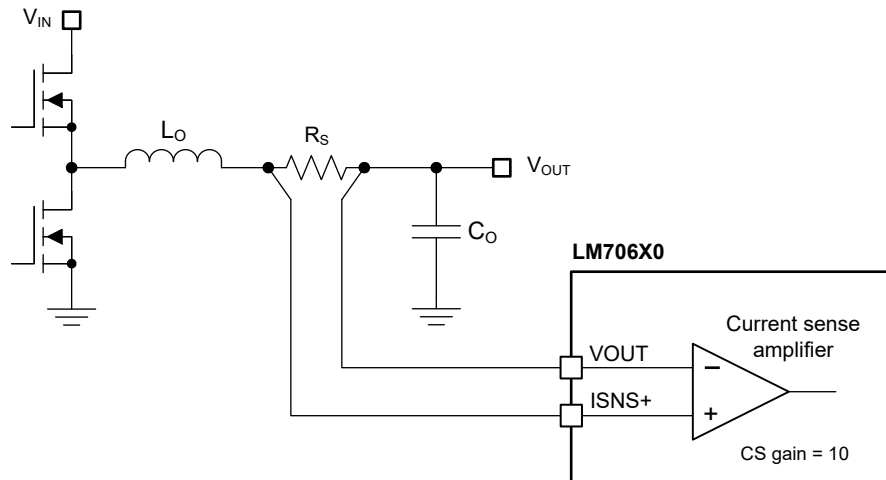 VIN
LO
RS
VOUT
CO
LM706X0
Current sense
amplifier
VOUT
−
ISNS+
+
CS gain = 10